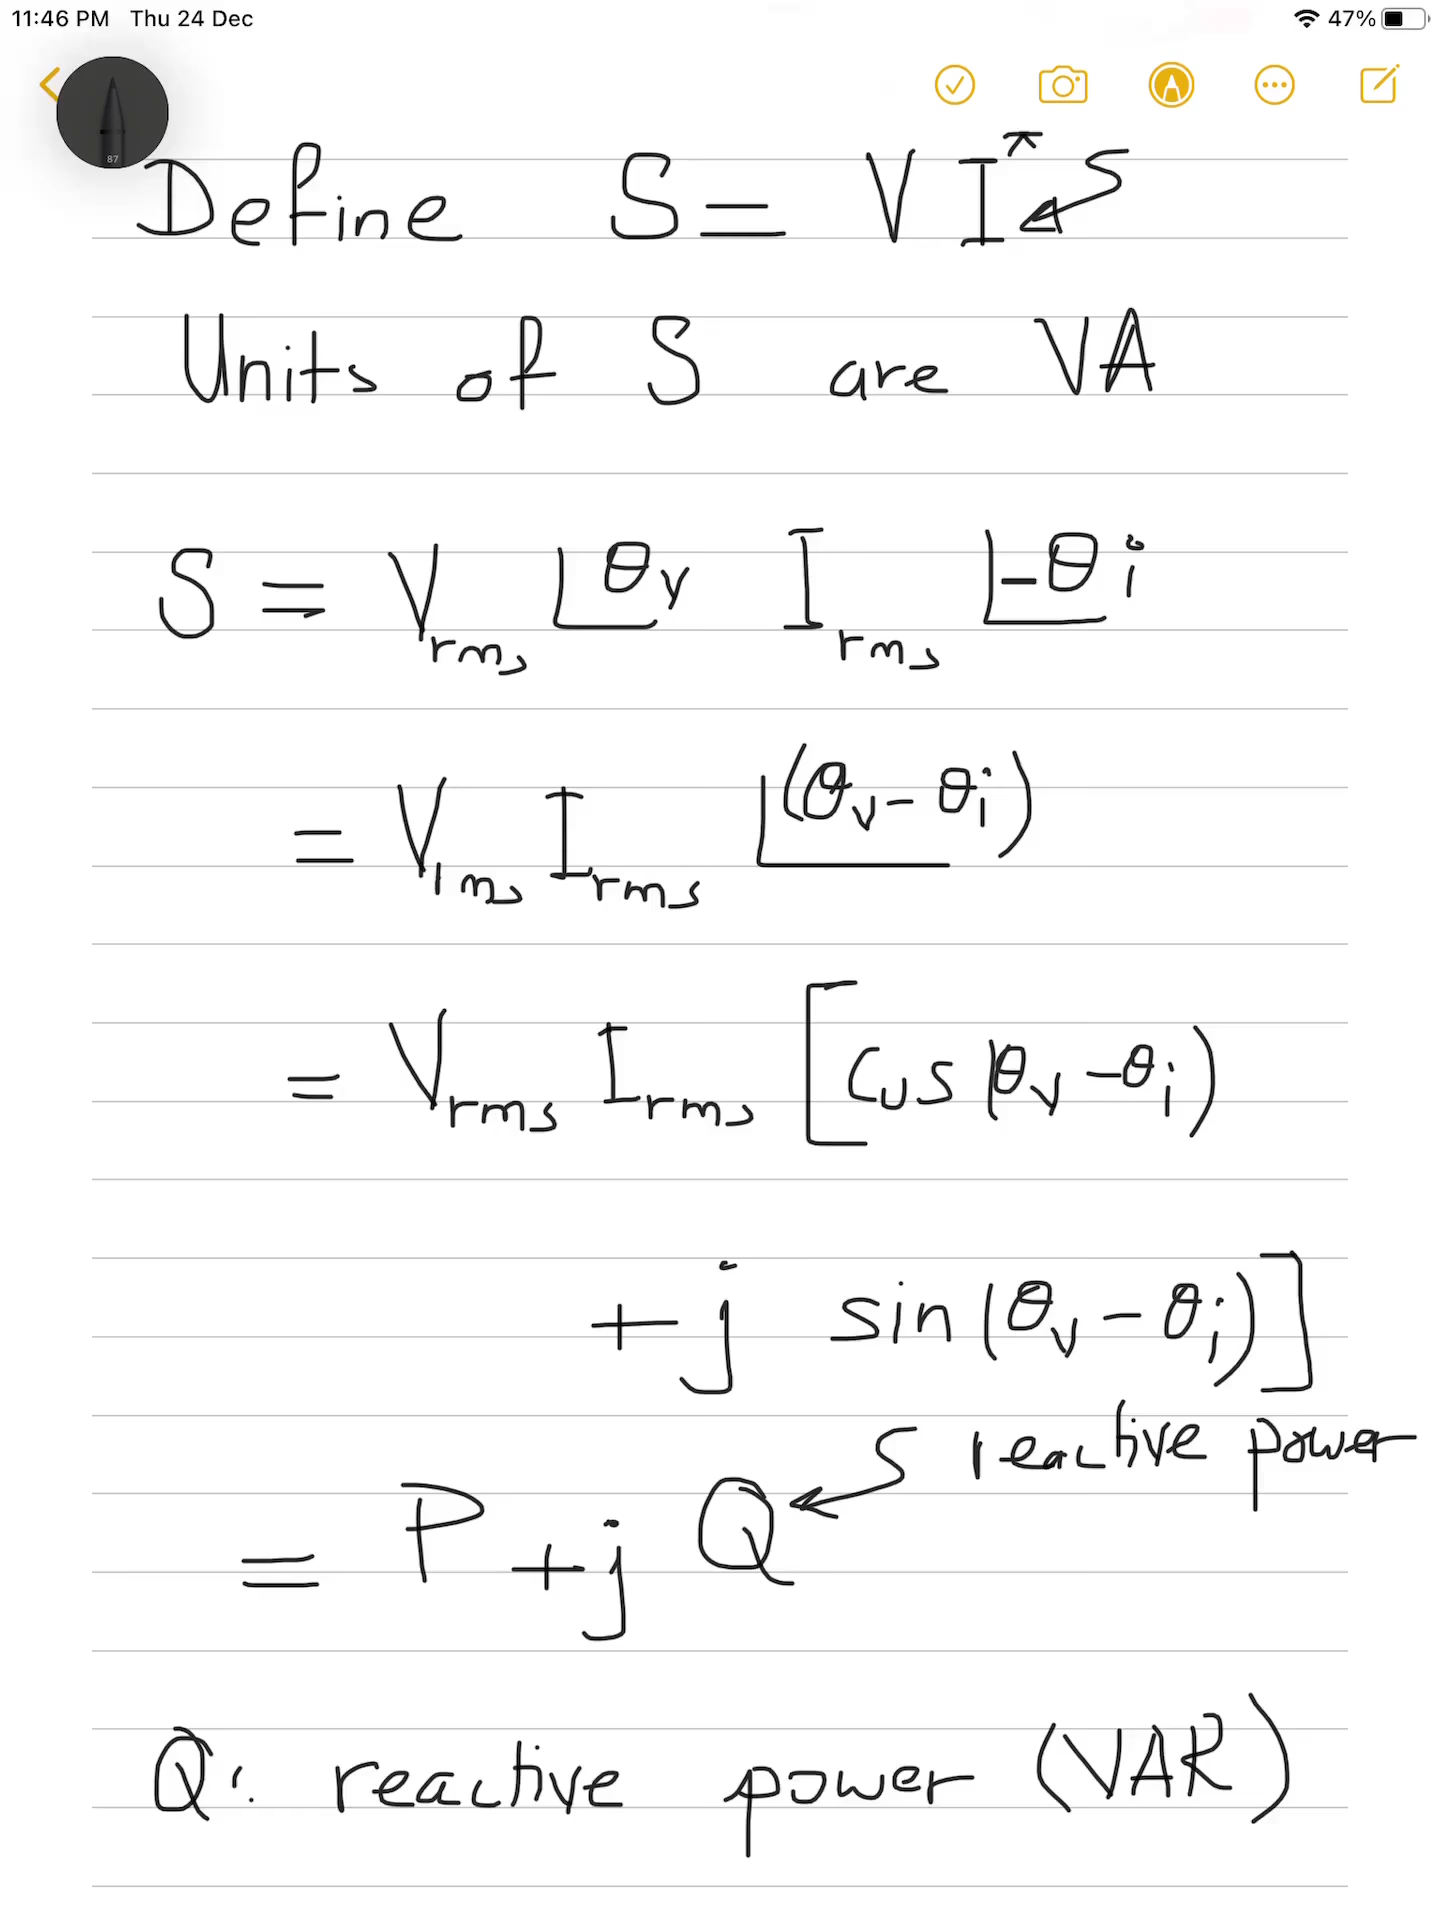 11:46 PM Thu 24 Dec 47%
87
Define S = V I*
Units of S are VA
S = Vrms ∠θv Irms ∠-θi
= Vrms Irms ∠(θv - θi)
= Vrms Irms [cos(θv - θi)
+ j sin(θv - θi)]
reactive power
= P + j Q
Q: reactive power (VAR)